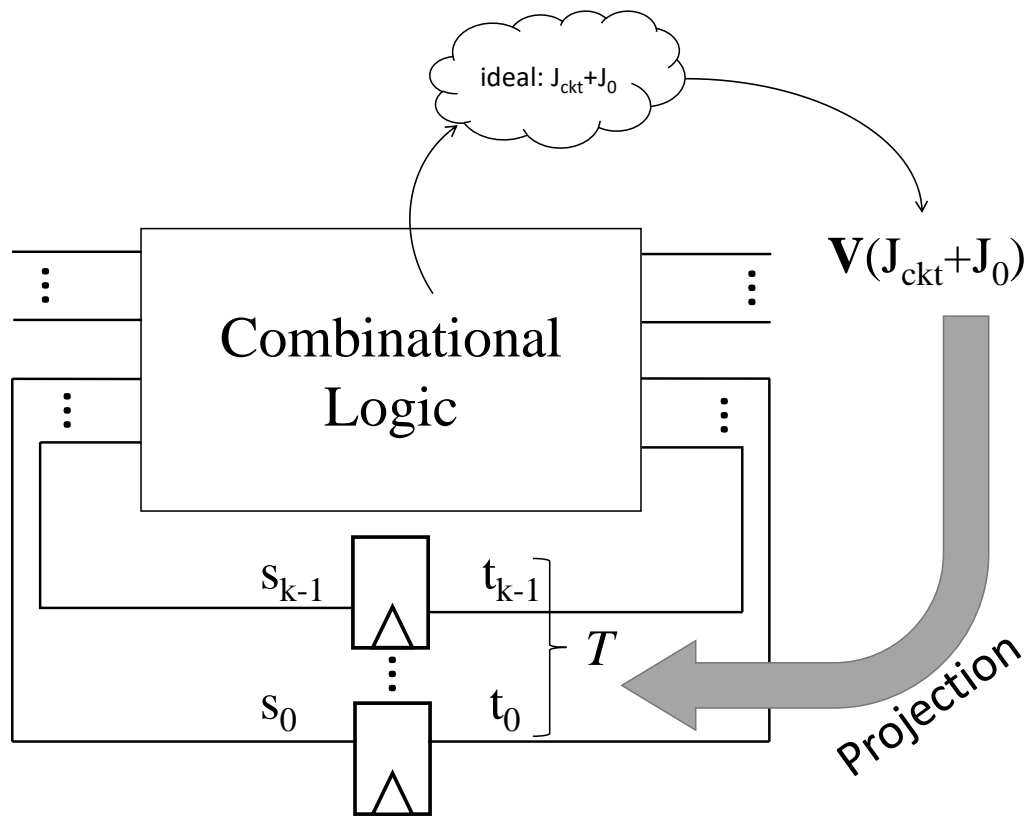 ideal: J_ckt+J_0
V(J_ckt+J_0)
Combinational
Logic
s_k-1
t_k-1
T
s_0
t_0
Projection